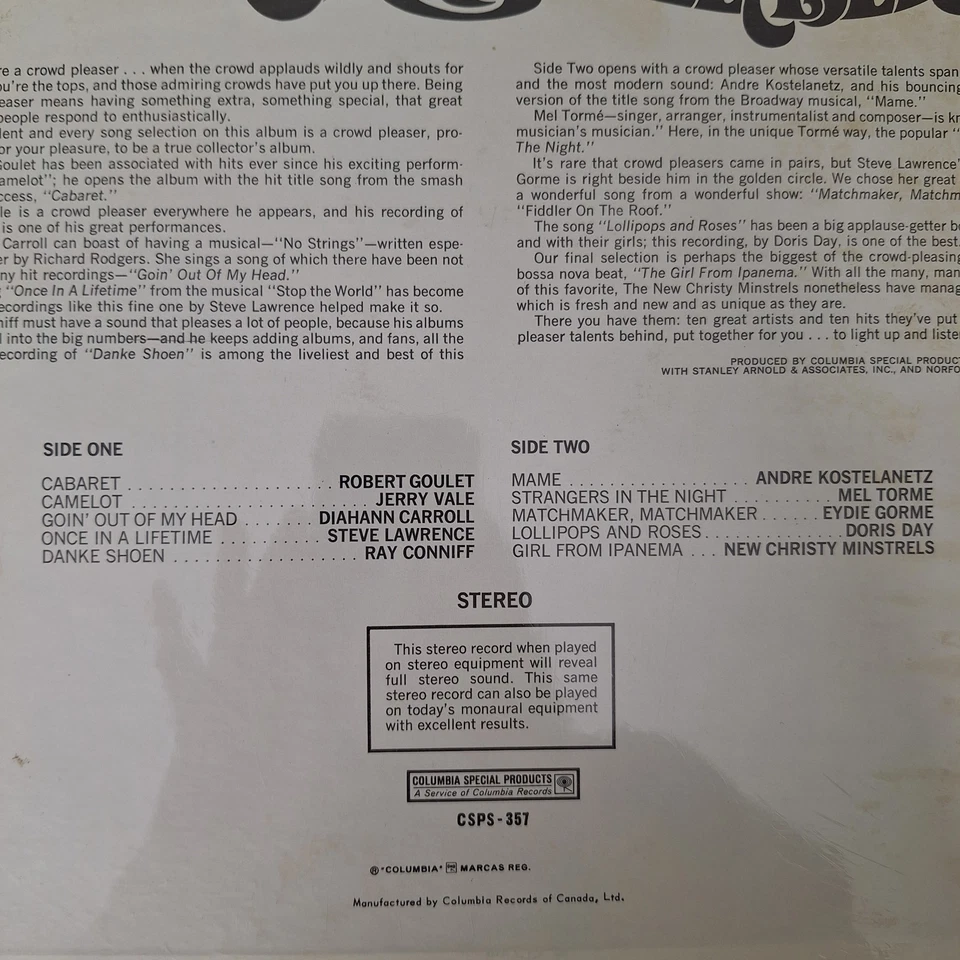 re a crowd pleaser . . . when the crowd applauds wildly and shouts for
ou're the tops, and those admiring crowds have put you up there. Being
easer means having something extra, something special, that great
people respond to enthusiastically.
lent and every song selection on this album is a crowd pleaser, pro-
or your pleasure, to be a true collector's album.
Goulet has been associated with hits ever since his exciting perform-
amelot"; he opens the album with the hit title song from the smash
ccess, "Cabaret."
le is a crowd pleaser everywhere he appears, and his recording of
is one of his great performances.
Carroll can boast of having a musical—"No Strings"—written espe-
er by Richard Rodgers. She sings a song of which there have been not
ny hit recordings—"Goin' Out Of My Head."
"Once In A Lifetime" from the musical "Stop the World" has become
ecordings like this fine one by Steve Lawrence helped make it so.
niff must have a sound that pleases a lot of people, because his albums
l into the big numbers—and he keeps adding albums, and fans, all the
ecording of "Danke Shoen" is among the liveliest and best of this
Side Two opens with a crowd pleaser whose versatile talents span
and the most modern sound: Andre Kostelanetz, and his bouncing
version of the title song from the Broadway musical, "Mame."
Mel Tormé—singer, arranger, instrumentalist and composer—is kn
musician's musician." Here, in the unique Tormé way, the popular "
The Night."
It's rare that crowd pleasers came in pairs, but Steve Lawrence'
Gorme is right beside him in the golden circle. We chose her great
a wonderful song from a wonderful show: "Matchmaker, Matchm
"Fiddler On The Roof."
The song "Lollipops and Roses" has been a big applause-getter b
and with their girls; this recording, by Doris Day, is one of the best.
Our final selection is perhaps the biggest of the crowd-pleasing
bossa nova beat, "The Girl From Ipanema." With all the many, man
of this favorite, The New Christy Minstrels nonetheless have manag
which is fresh and new and as unique as they are.
There you have them: ten great artists and ten hits they've put
pleaser talents behind, put together for you . . . to light up and liste
PRODUCED BY COLUMBIA SPECIAL PRODUCT
WITH STANLEY ARNOLD & ASSOCIATES, INC., AND NORFO
SIDE ONE
CABARET . . . . . . . . . . . . . . . . . . . . ROBERT GOULET
CAMELOT . . . . . . . . . . . . . . . . . . . . . . . JERRY VALE
GOIN' OUT OF MY HEAD . . . . . . . DIAHANN CARROLL
ONCE IN A LIFETIME . . . . . . . . . . STEVE LAWRENCE
DANKE SHOEN . . . . . . . . . . . . . . . . . RAY CONNIFF
SIDE TWO
MAME . . . . . . . . . . . . . . . . . . . ANDRE KOSTELANETZ
STRANGERS IN THE NIGHT . . . . . . . . . . MEL TORME
MATCHMAKER, MATCHMAKER . . . . . . EYDIE GORME
LOLLIPOPS AND ROSES . . . . . . . . . . . . . . DORIS DAY
GIRL FROM IPANEMA . . . NEW CHRISTY MINSTRELS
STEREO
This stereo record when played
on stereo equipment will reveal
full stereo sound. This same
stereo record can also be played
on today's monaural equipment
with excellent results.
COLUMBIA SPECIAL PRODUCTS
A Service of Columbia Records
CSPS-357
® "COLUMBIA" MARCAS REG.
Manufactured by Columbia Records of Canada, Ltd.